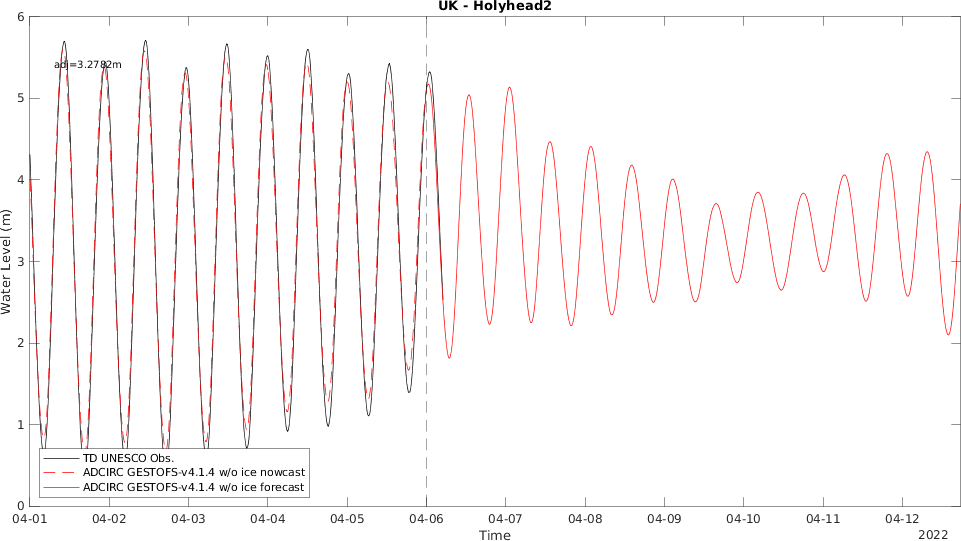 UK - Holyhead2
6
adj=3.2782m
5
4
3
2
1
0
Water Level (m)
TD UNESCO Obs.
ADCIRC GESTOFS-v4.1.4 w/o ice nowcast
ADCIRC GESTOFS-v4.1.4 w/o ice forecast
04-01 04-02 04-03 04-04 04-05 04-06 04-07 04-08 04-09 04-10 04-11 04-12
Time
2022